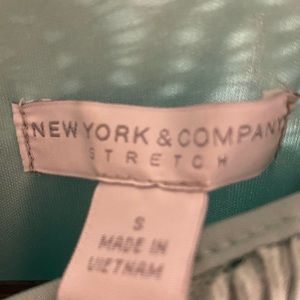 NEW YORK & COMPANY
STRETCH
S
MADE IN
VIETNAM